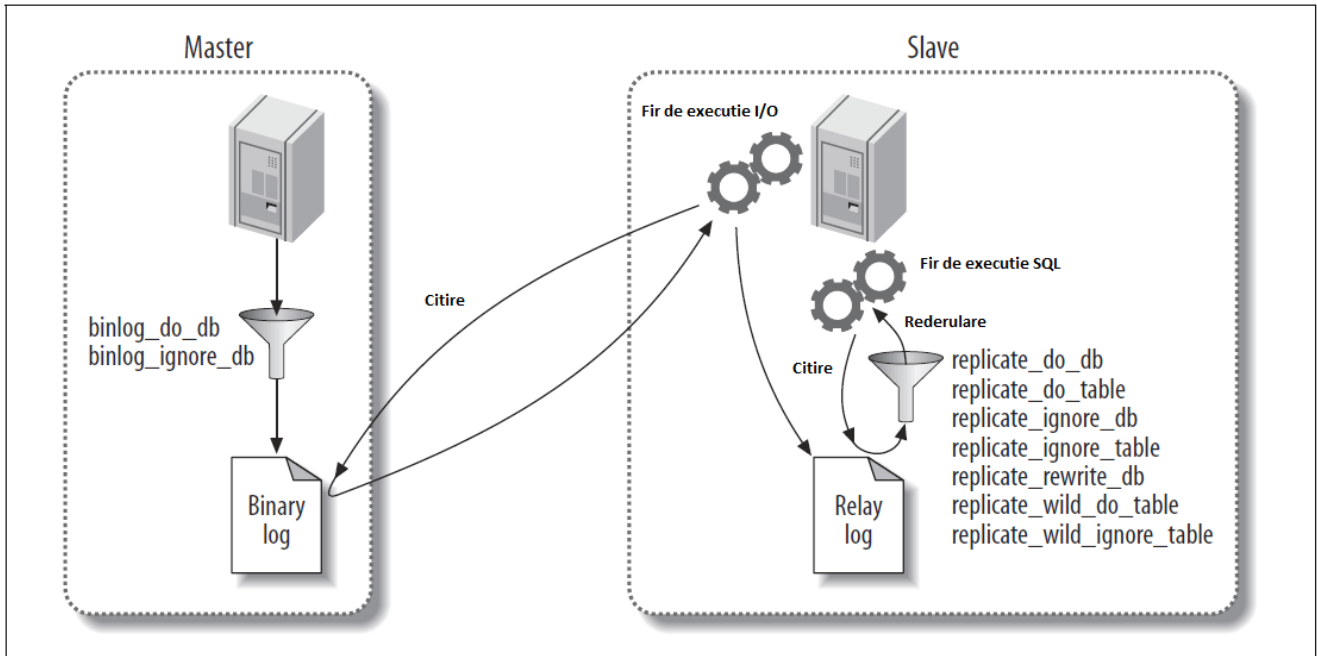 Master
binlog_do_db
binlog_ignore_db
Binary
log
Citire
Slave
Fir de executie I/O
Fir de executie SQL
Rederulare
Citire
replicate_do_db
replicate_do_table
replicate_ignore_db
replicate_ignore_table
replicate_rewrite_db
replicate_wild_do_table
replicate_wild_ignore_table
Relay
log